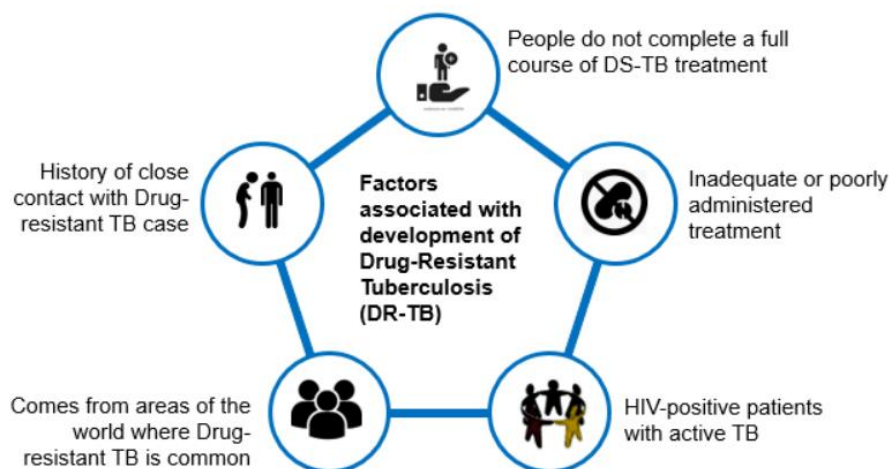 People do not complete a full
course of DS-TB treatment
History of close
contact with Drug-
resistant TB case
Factors
associated with
development of
Drug-Resistant
Tuberculosis
(DR-TB)
Inadequate or poorly
administered
treatment
Comes from areas of the
world where Drug-
resistant TB is common
HIV-positive patients
with active TB